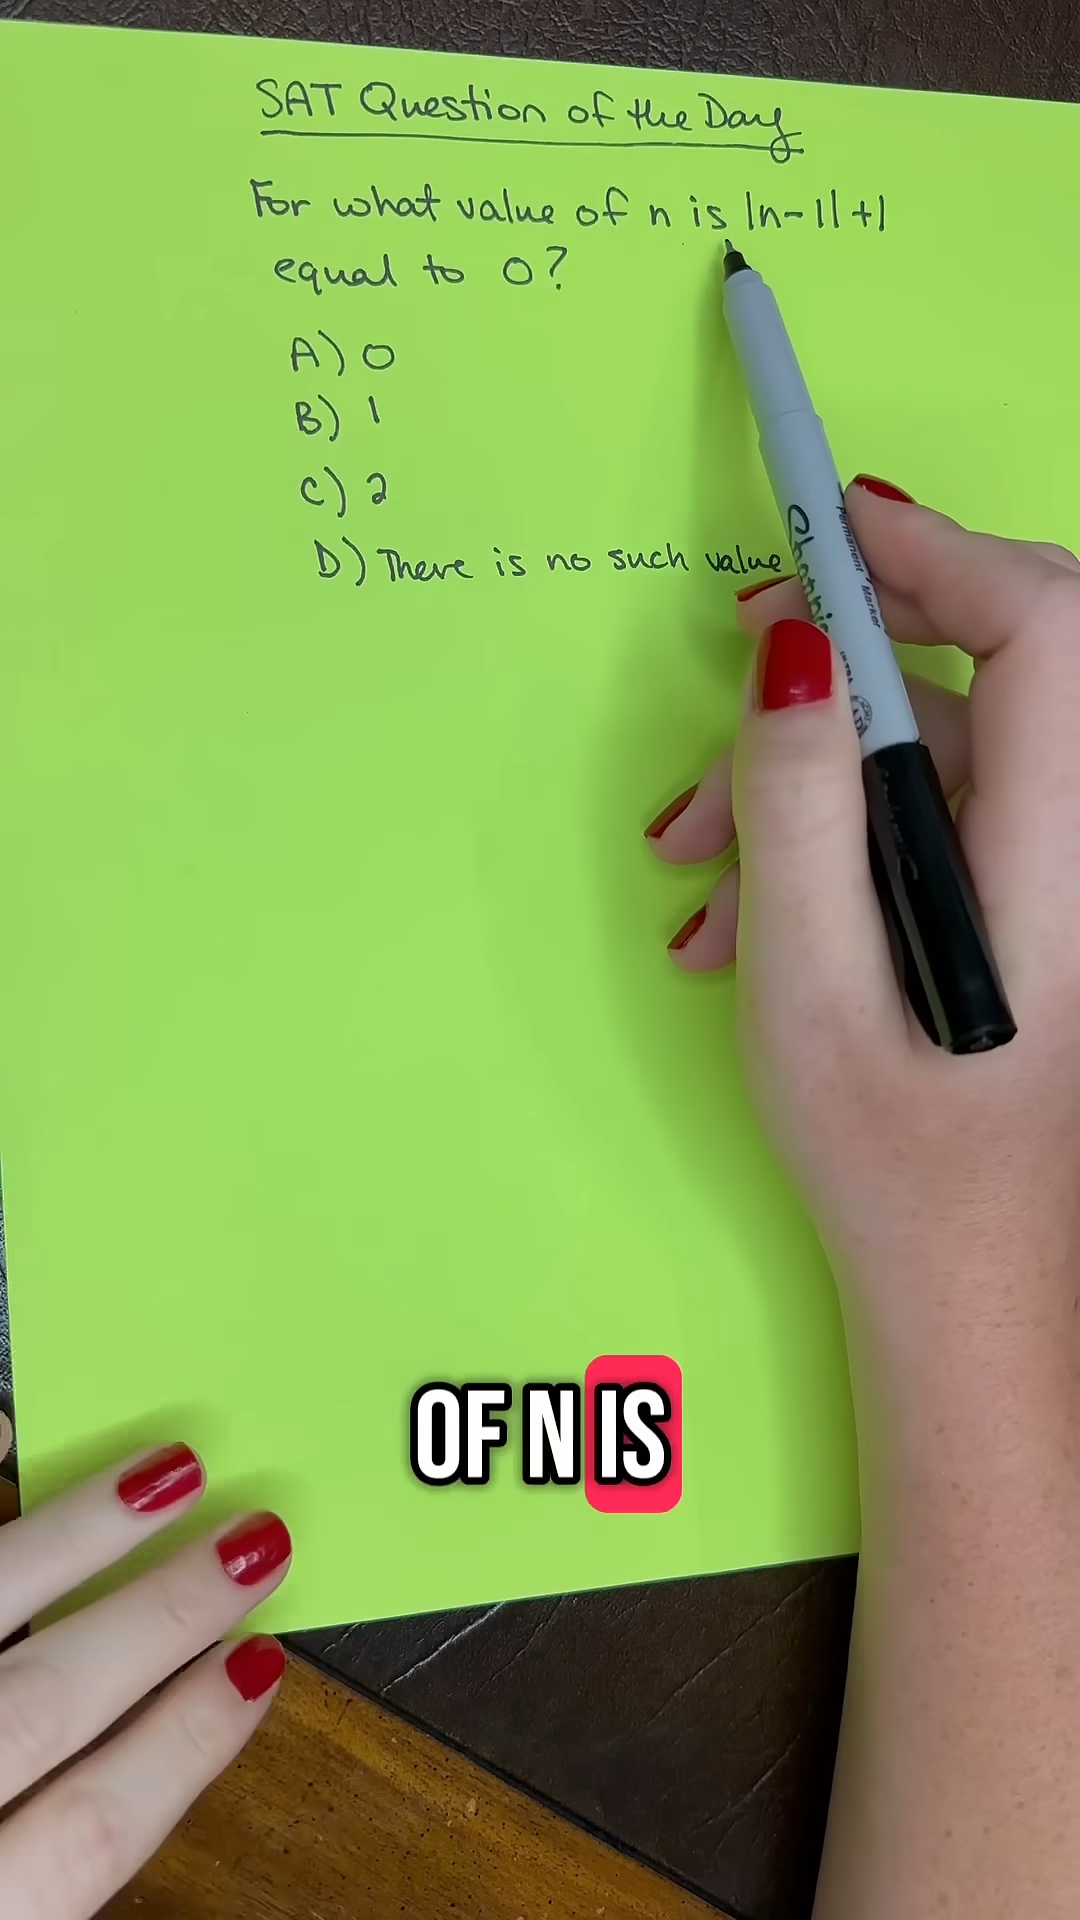 SAT Question of the Day
For what value of n is |n-1|+1
equal to 0?
A) 0
B) 1
C) 2
D) There is no such value
Permanent Marker
OF N IS